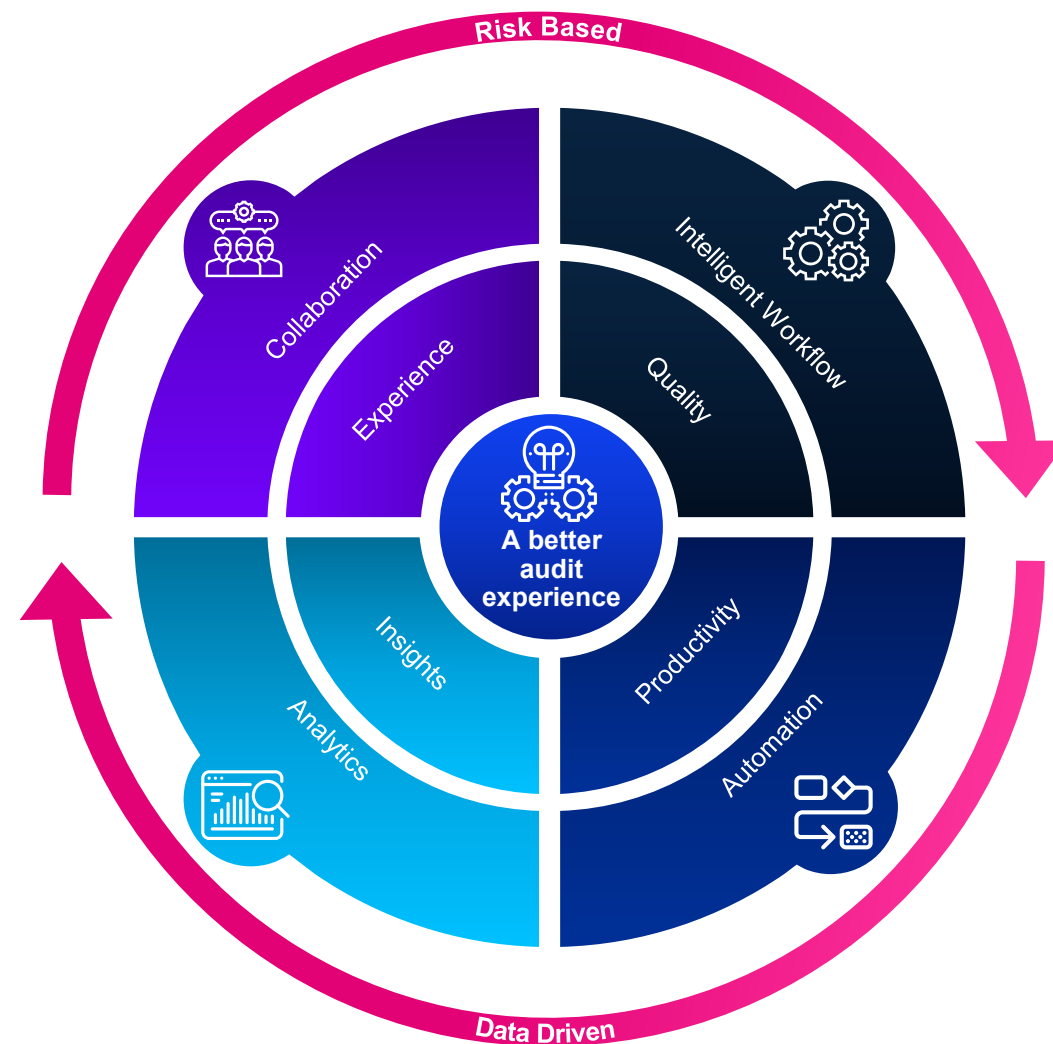 Risk Based
Collaboration
Intelligent Workflow
Experience
Quality
A better
audit
experience
Insights
Productivity
Analytics
Automation
Data Driven